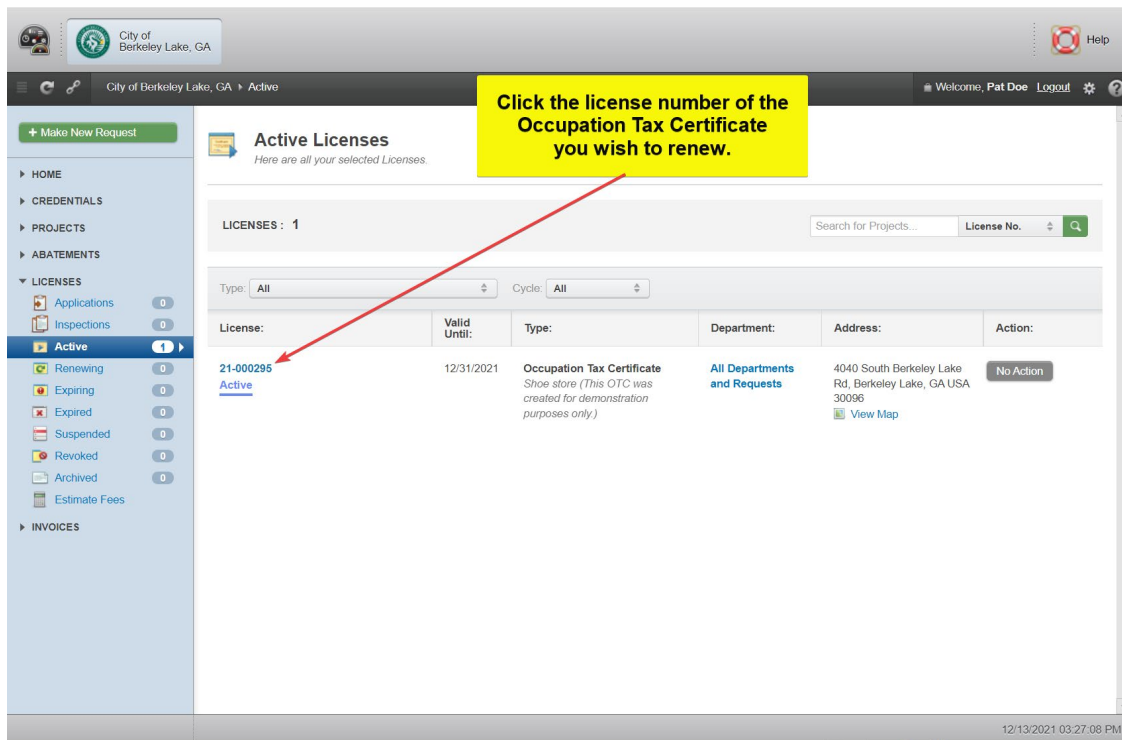 City of
Berkeley Lake, GA
Help
City of Berkeley Lake, GA ▸ Active
Welcome, Pat Doe Logout
Click the license number of the
Occupation Tax Certificate
you wish to renew.
+ Make New Request
HOME
CREDENTIALS
PROJECTS
ABATEMENTS
LICENSES
Applications 0
Inspections 0
Active 1
Renewing 0
Expiring 0
Expired 0
Suspended 0
Revoked 0
Archived 0
Estimate Fees
INVOICES
Active Licenses
Here are all your selected Licenses.
LICENSES : 1
Search for Projects... License No.
Type: All Cycle: All
License: Valid Until: Type: Department: Address: Action:
21-000295
Active
12/31/2021
Occupation Tax Certificate
Shoe store (This OTC was
created for demonstration
purposes only.)
All Departments
and Requests
4040 South Berkeley Lake
Rd, Berkeley Lake, GA USA
30096
View Map
No Action
12/13/2021 03:27:08 PM